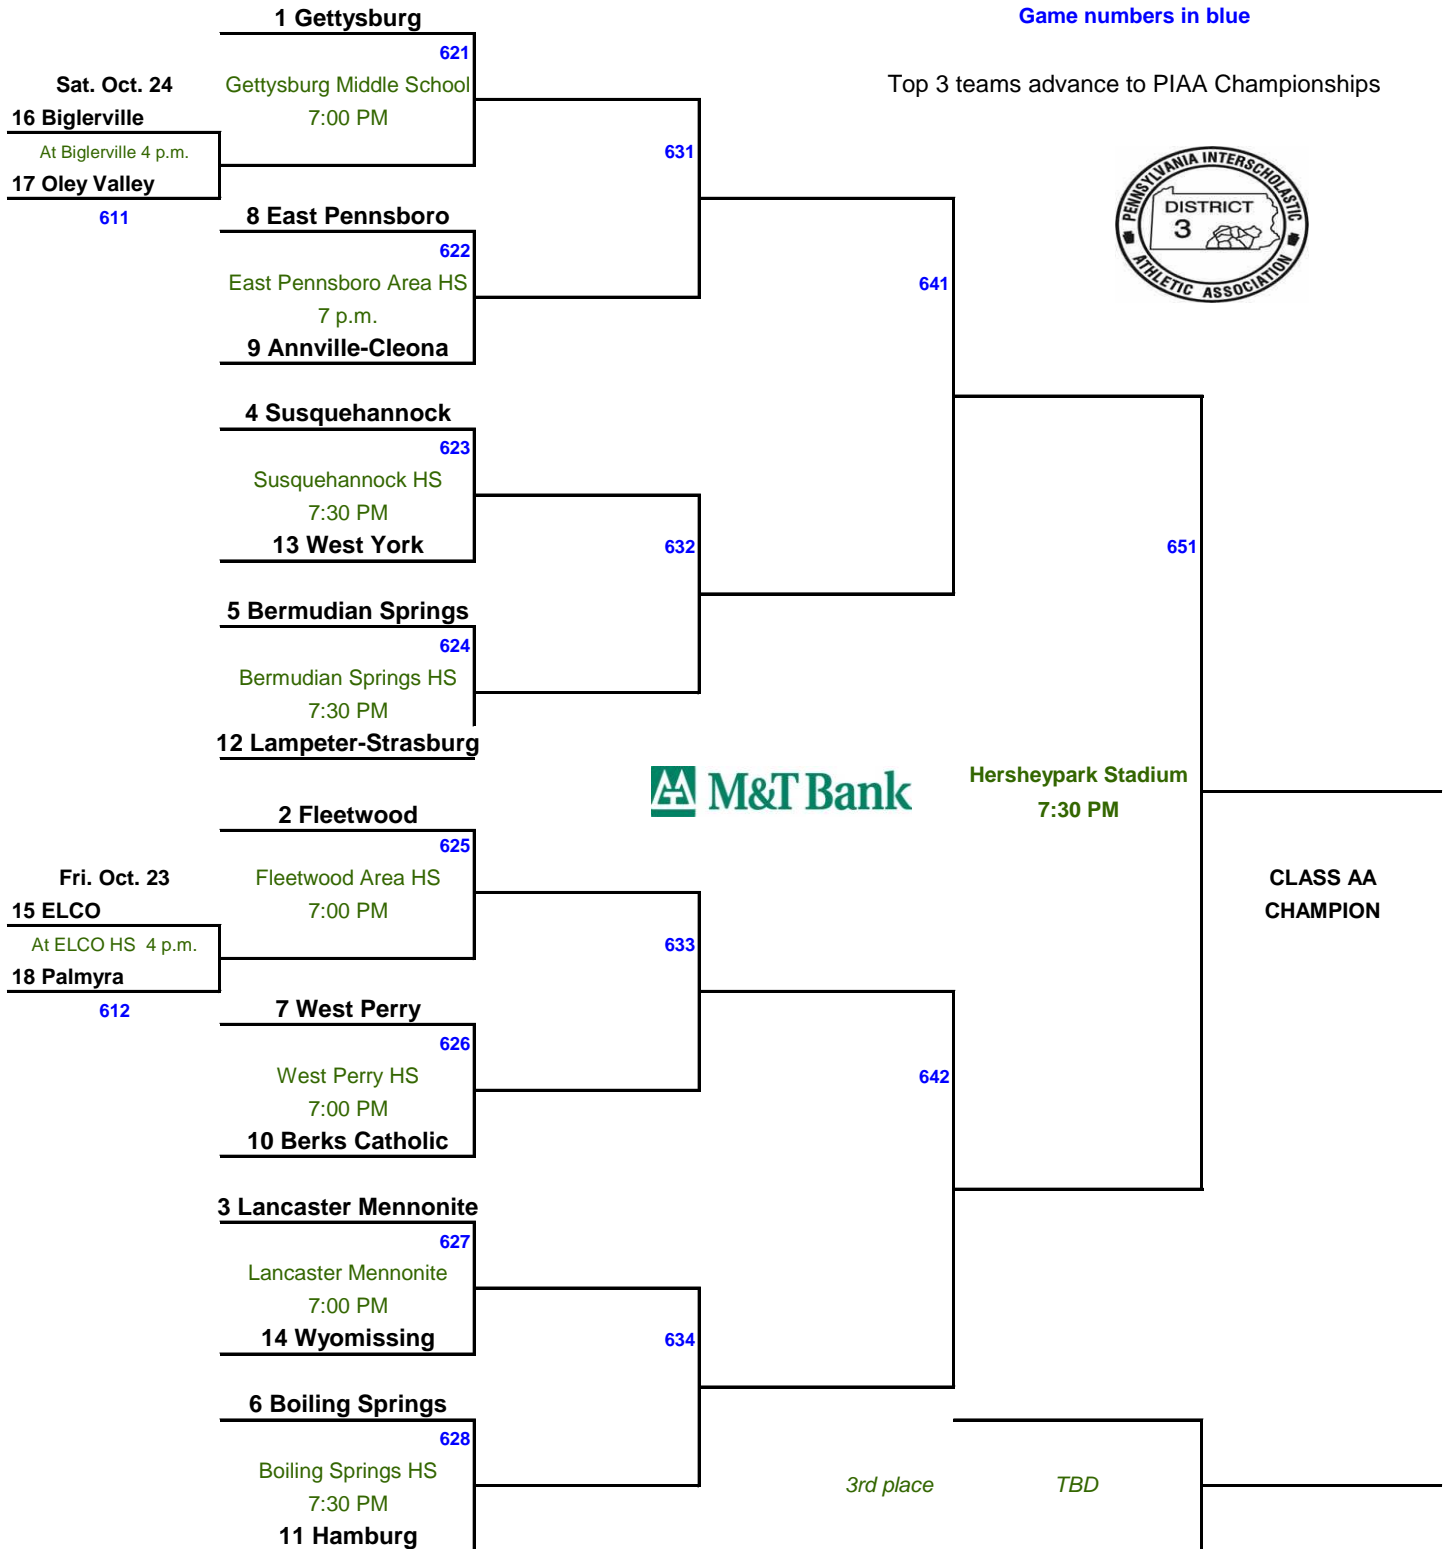 1 Gettysburg
Game numbers in blue
621
Sat. Oct. 24
Gettysburg Middle School
Top 3 teams advance to PIAA Championships
16 Biglerville
7:00 PM
At Biglerville 4 p.m.
631
17 Oley Valley
611
PENNSYLVANIA INTERSCHOLASTIC
DISTRICT
3
ATHLETIC ASSOCIATION
8 East Pennsboro
622
East Pennsboro Area HS
641
7 p.m.
9 Annville-Cleona
4 Susquehannock
623
Susquehannock HS
7:30 PM
13 West York
632
651
5 Bermudian Springs
624
Bermudian Springs HS
7:30 PM
12 Lampeter-Strasburg
M&T Bank
Hersheypark Stadium
7:30 PM
2 Fleetwood
625
Fri. Oct. 23
Fleetwood Area HS
CLASS AA
15 ELCO
7:00 PM
CHAMPION
At ELCO HS 4 p.m.
633
18 Palmyra
612
7 West Perry
626
West Perry HS
642
7:00 PM
10 Berks Catholic
3 Lancaster Mennonite
627
Lancaster Mennonite
7:00 PM
14 Wyomissing
634
6 Boiling Springs
628
Boiling Springs HS
3rd place
TBD
7:30 PM
11 Hamburg